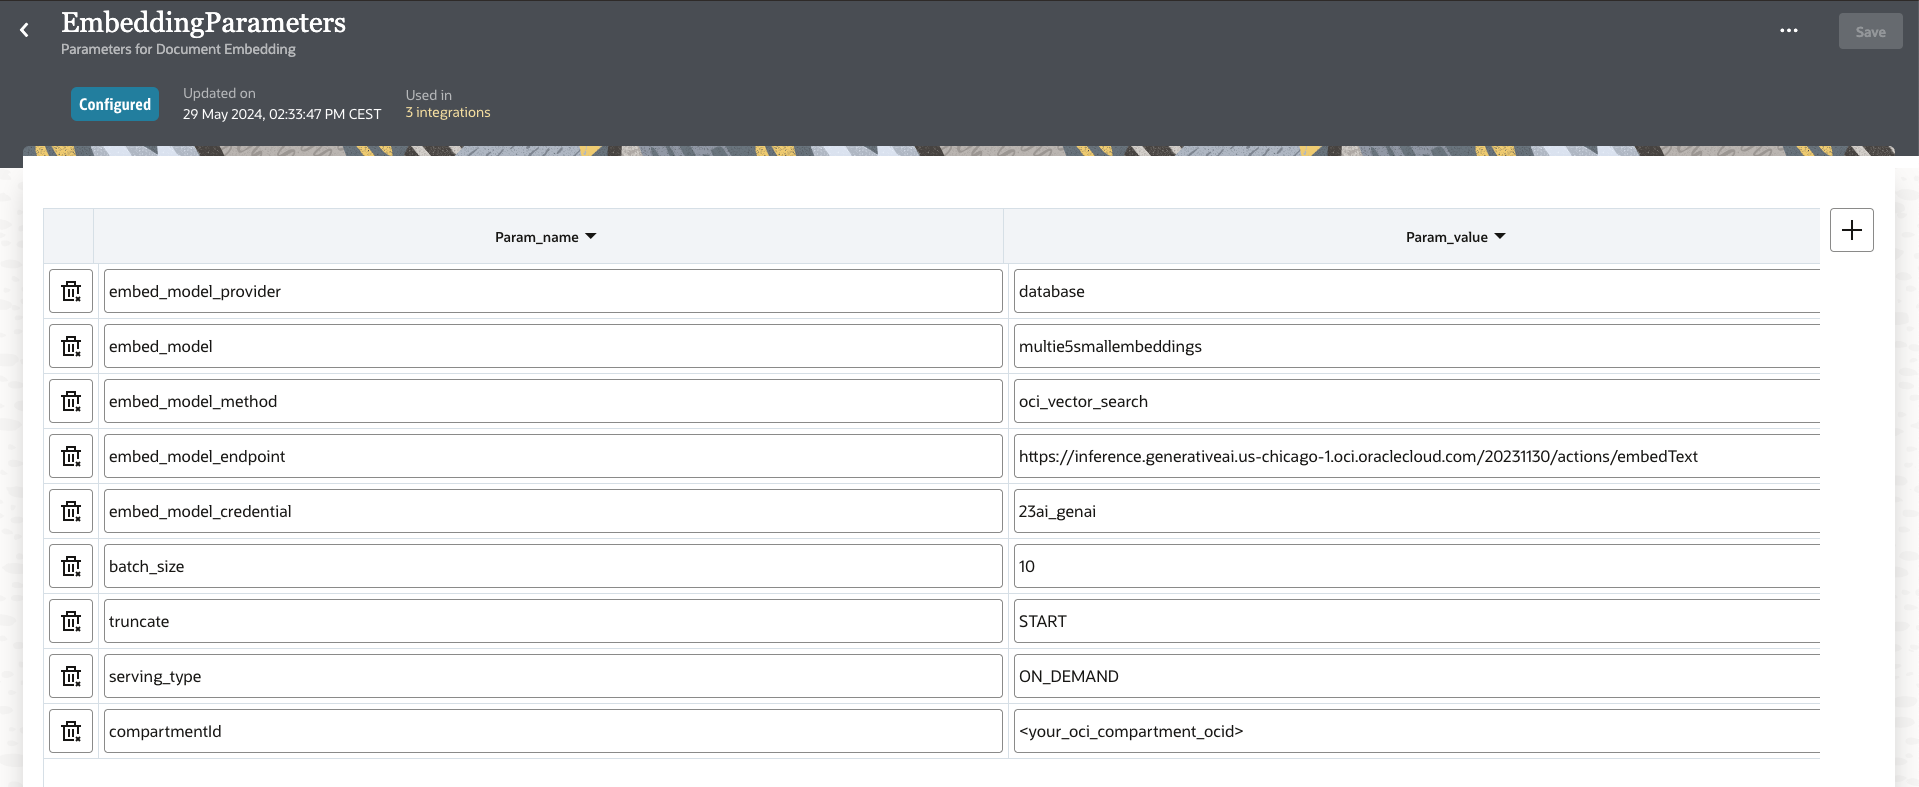 EmbeddingParameters
Parameters for Document Embedding
Save
Configured
Updated on
29 May 2024, 02:33:47 PM CEST
Used in
3 integrations
Param_name
Param_value
embed_model_provider
database
embed_model
multie5smallembeddings
embed_model_method
oci_vector_search
embed_model_endpoint
https://inference.generativeai.us-chicago-1.oci.oraclecloud.com/20231130/actions/embedText
embed_model_credential
23ai_genai
batch_size
10
truncate
START
serving_type
ON_DEMAND
compartmentId
<your_oci_compartment_ocid>